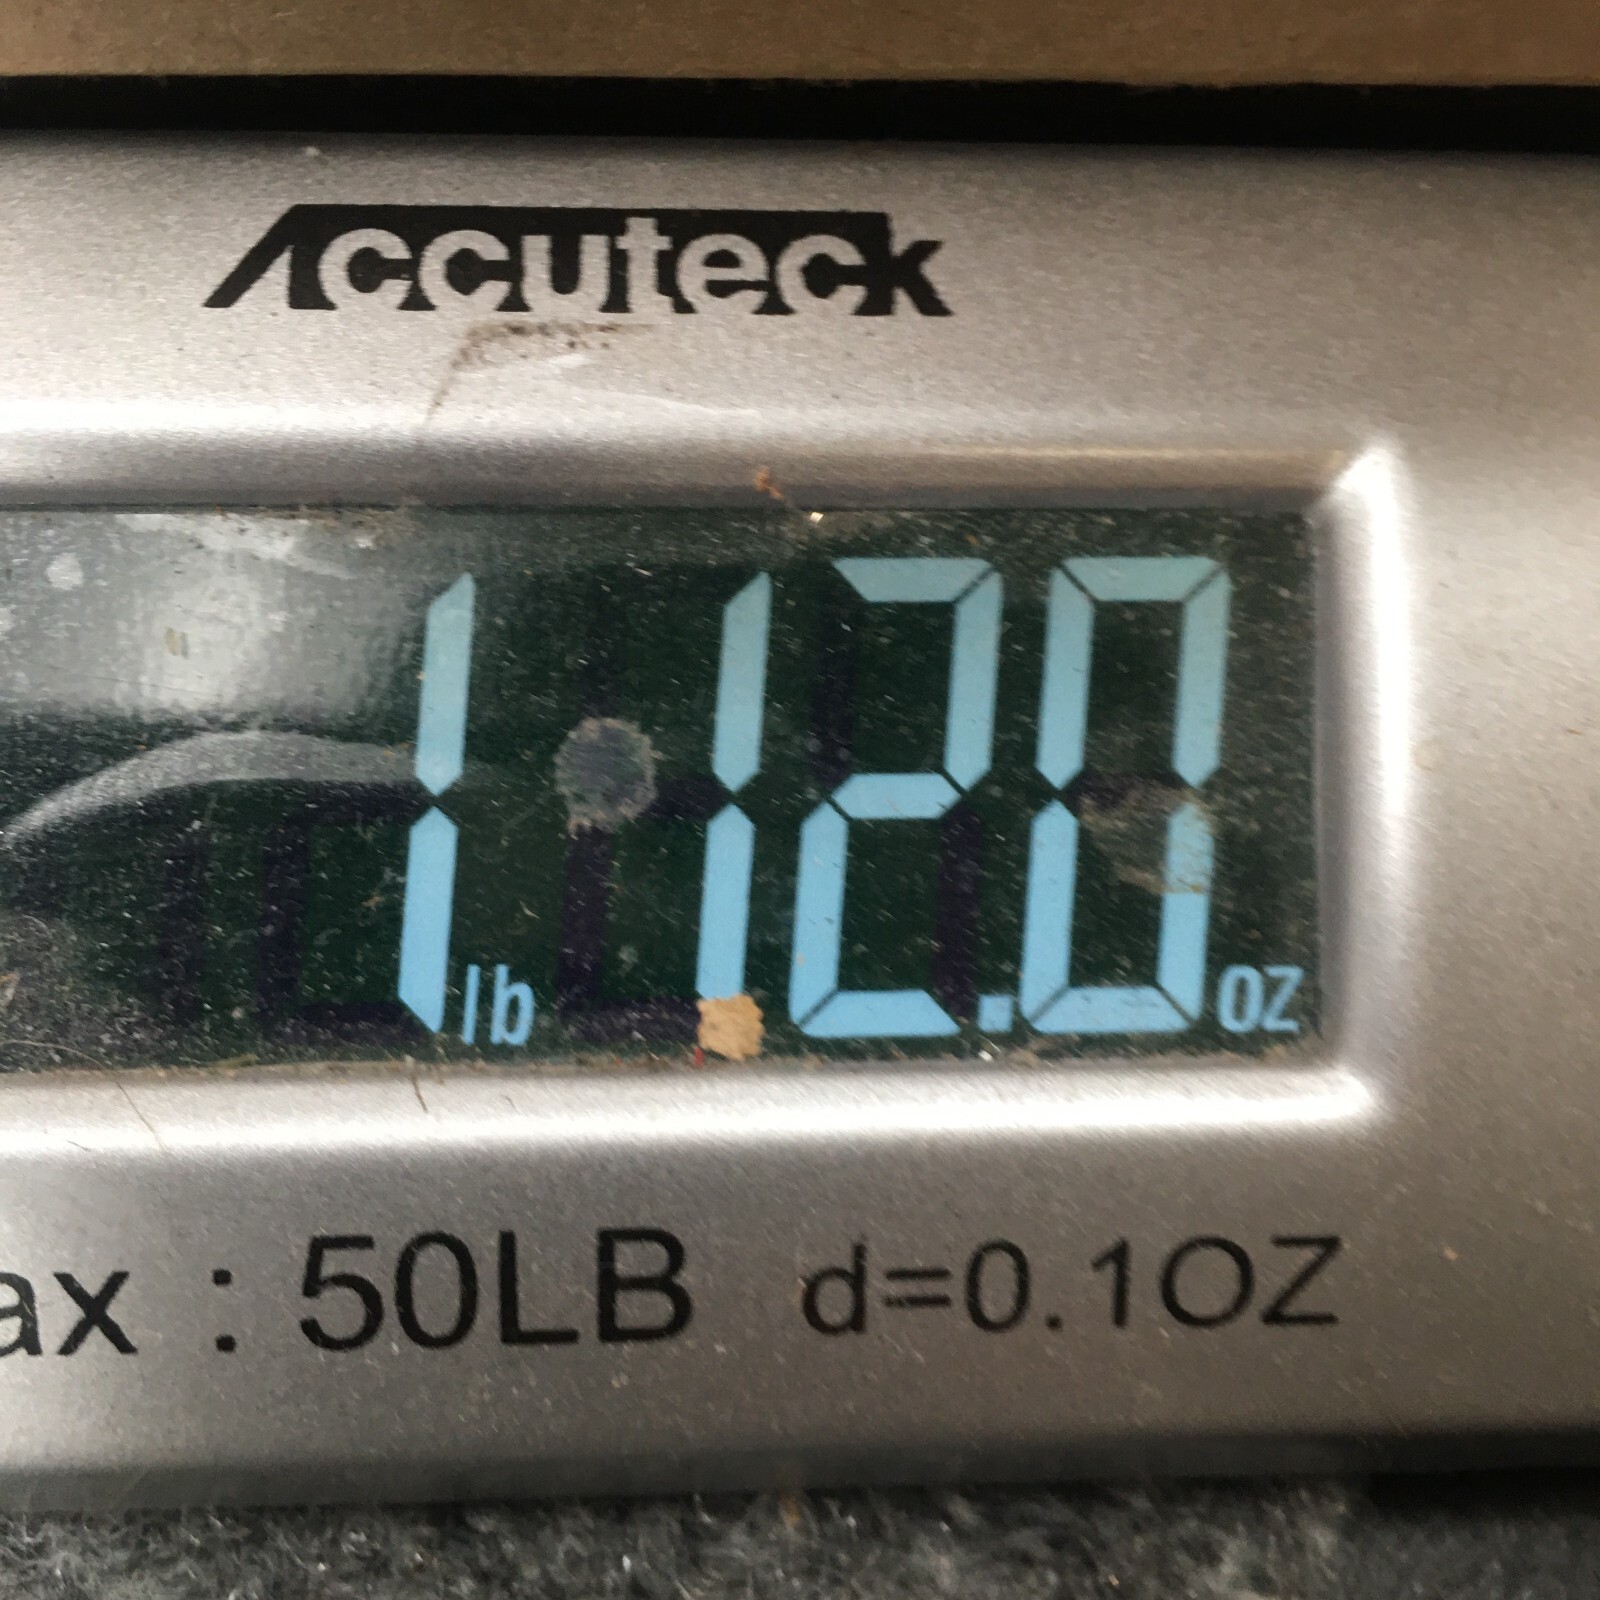 Accuteck
1 lb 12.0 oz
ax : 50LB d=0.1OZ